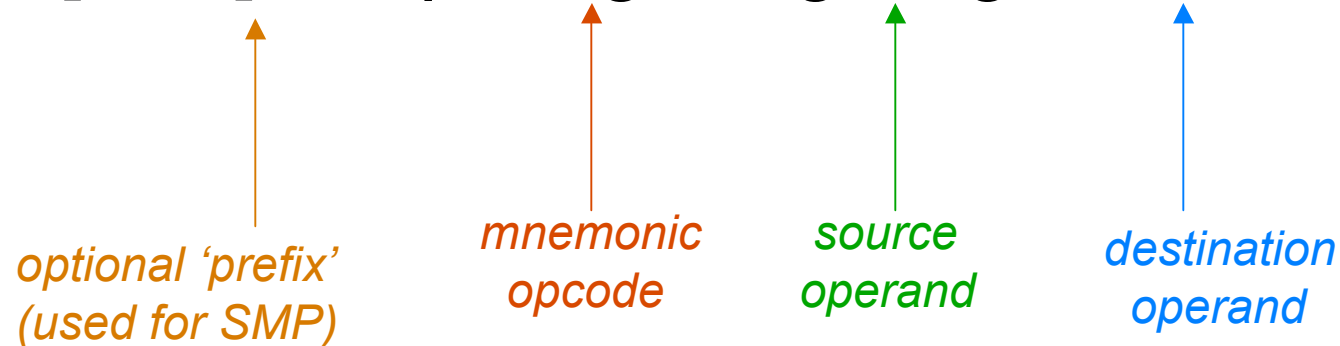 optional ‘prefix’
(used for SMP)
mnemonic
opcode
source
operand
destination
operand